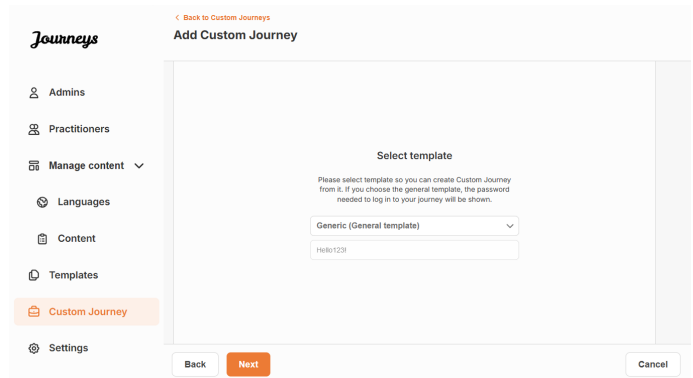 Journeys
Admins
Practitioners
Manage content
Languages
Content
Templates
Custom Journey
Settings
< Back to Custom Journeys
Add Custom Journey
Select template
Please select template so you can create Custom Journey
from it. If you choose the general template, the password
needed to log in to your journey will be shown.
Generic (General template)
Hello123!
Back
Next
Cancel